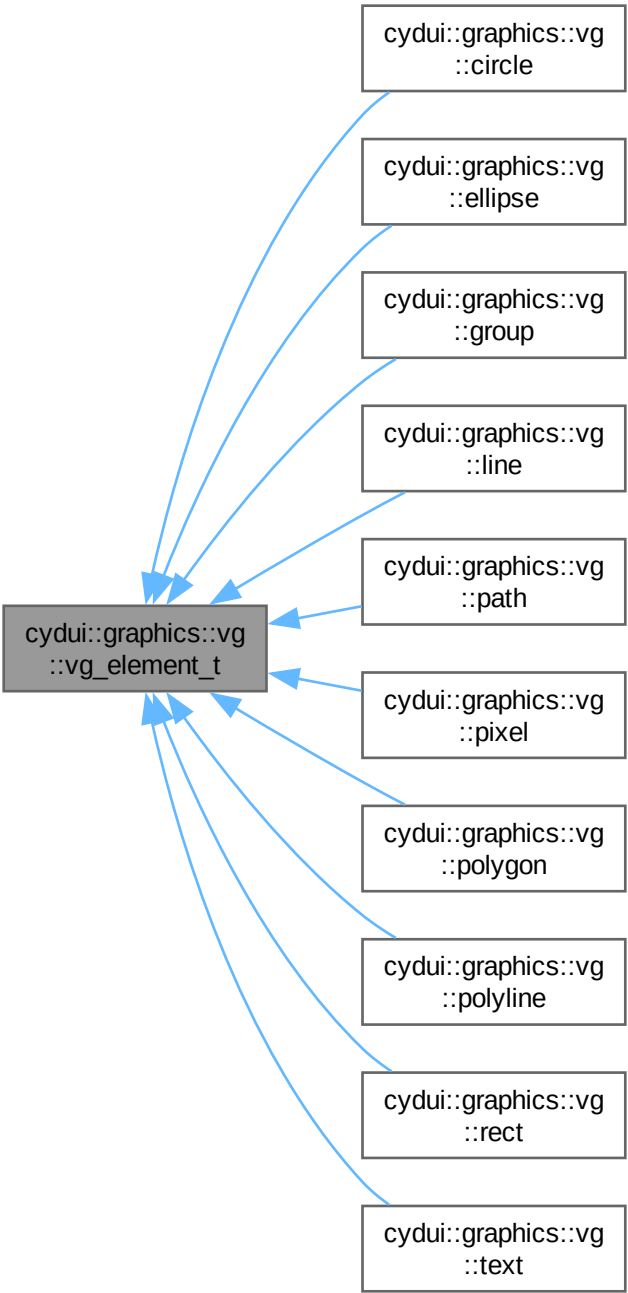 cydui::graphics::vg
::circle
cydui::graphics::vg
::ellipse
cydui::graphics::vg
::group
cydui::graphics::vg
::line
cydui::graphics::vg
::path
cydui::graphics::vg
::vg_element_t
cydui::graphics::vg
::pixel
cydui::graphics::vg
::polygon
cydui::graphics::vg
::polyline
cydui::graphics::vg
::rect
cydui::graphics::vg
::text